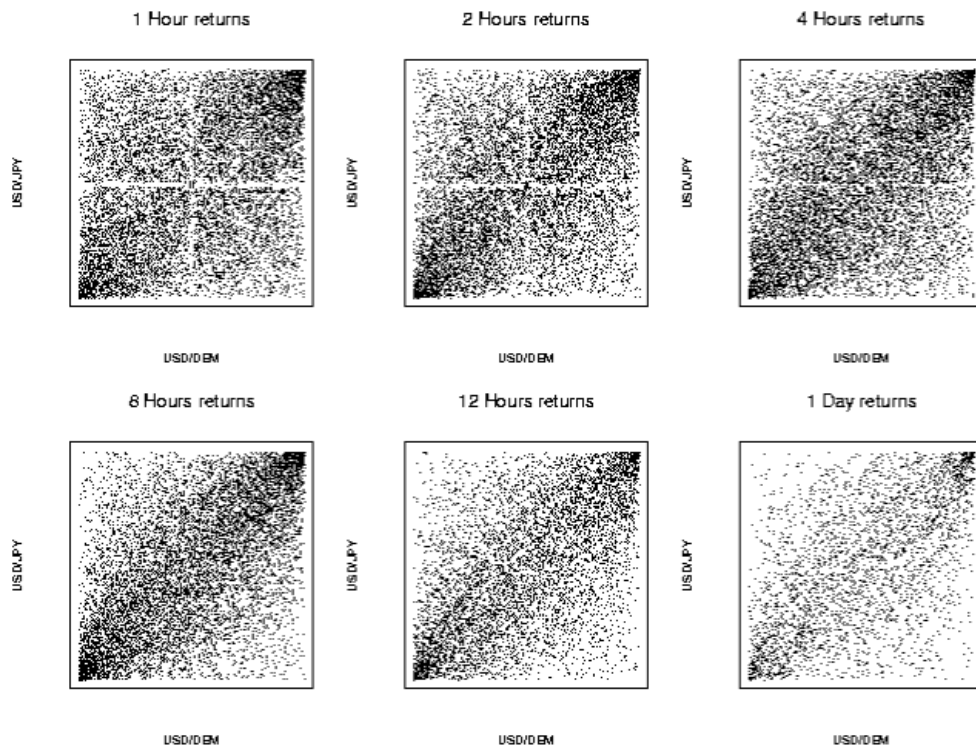 1 Hour returns
2 Hours returns
4 Hours returns
USD/JPY
USD/JPY
USD/JPY
USD/DEM
USD/DEM
USD/DEM
8 Hours returns
12 Hours returns
1 Day returns
USD/JPY
USD/JPY
USD/JPY
USD/DEM
USD/DEM
USD/DEM